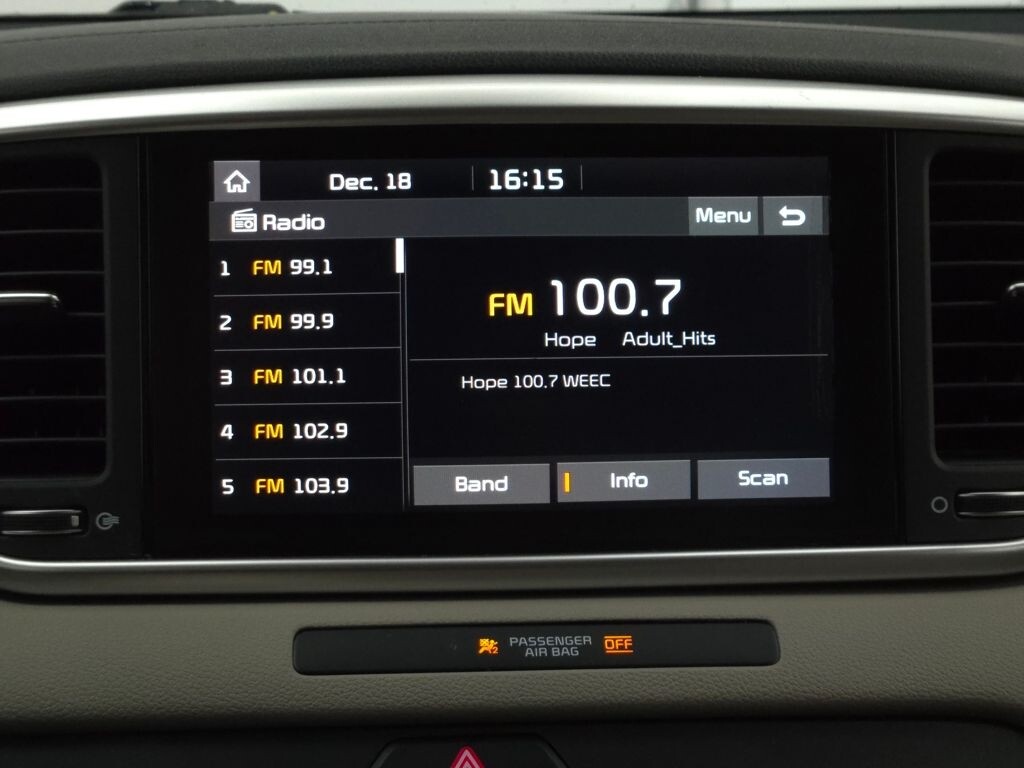 Dec. 18 16:15
Radio Menu
1 FM 99.1
2 FM 99.9
3 FM 101.1
4 FM 102.9
5 FM 103.9
FM 100.7
Hope Adult_Hits
Hope 100.7 WEEC
Band Info Scan
PASSENGER
AIR BAG
OFF
2